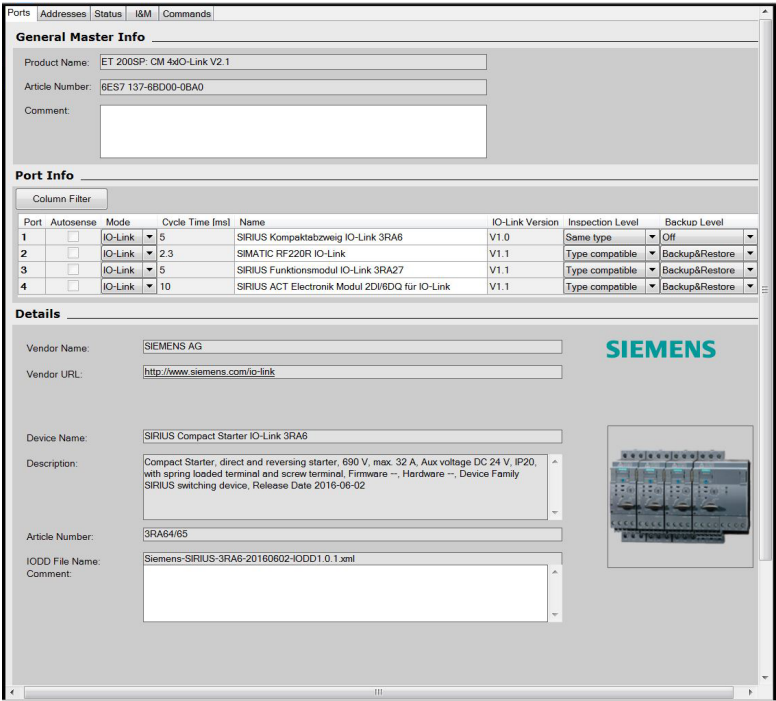 Ports Addresses Status I&M Commands
General Master Info
Product Name: ET 200SP: CM 4xIO-Link V2.1
Article Number: 6ES7 137-6BD00-0BA0
Comment:
Port Info
Column Filter
Port Autosense Mode Cycle Time [ms] Name IO-Link Version Inspection Level Backup Level
1 IO-Link 5 SIRIUS Kompaktabzweig IO-Link 3RA6 V1.0 Same type Off
2 IO-Link 2.3 SIMATIC RF220R IO-Link V1.1 Type compatible Backup&Restore
3 IO-Link 5 SIRIUS Funktionsmodul IO-Link 3RA27 V1.1 Type compatible Backup&Restore
4 IO-Link 10 SIRIUS ACT Electronik Modul 2DI/6DQ für IO-Link V1.1 Type compatible Backup&Restore
Details
Vendor Name: SIEMENS AG
SIEMENS
Vendor URL: http://www.siemens.com/io-link
Device Name: SIRIUS Compact Starter IO-Link 3RA6
Description: Compact Starter, direct and reversing starter, 690 V, max. 32 A, Aux voltage DC 24 V, IP20,
with spring loaded terminal and screw terminal, Firmware --, Hardware --, Device Family
SIRIUS switching device, Release Date 2016-06-02
Article Number: 3RA64/65
IODD File Name: Siemens-SIRIUS-3RA6-20160602-IODD1.0.1.xml
Comment: